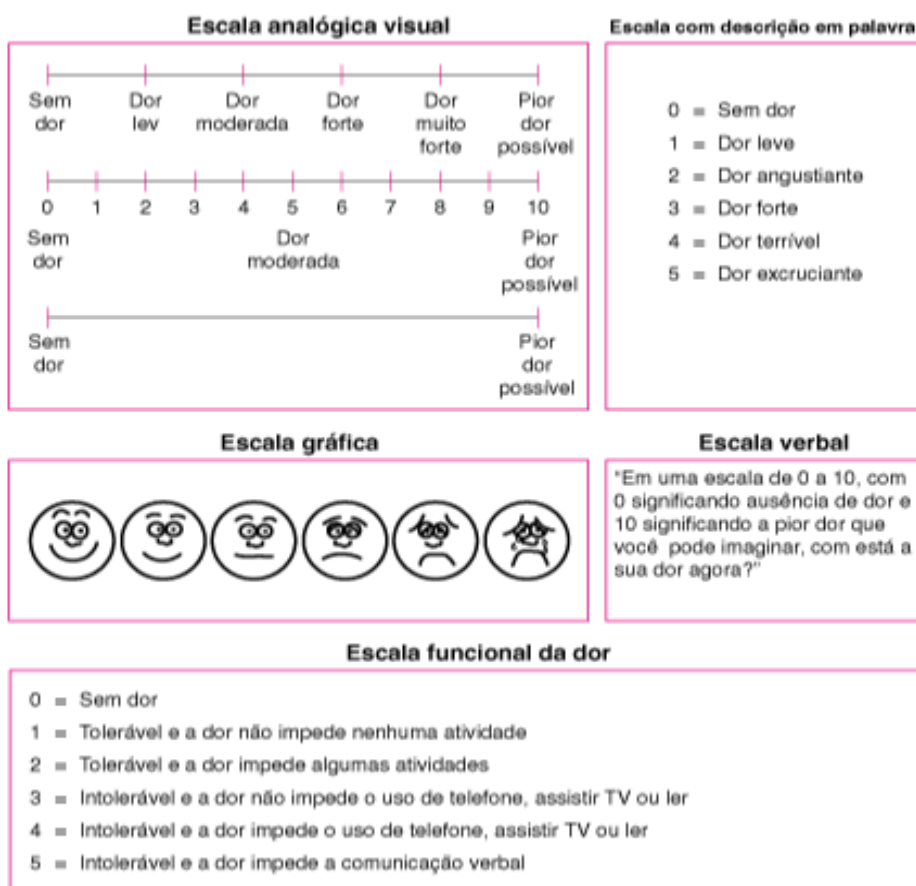 Escala analógica visual
Sem dor
Dor lev
Dor moderada
Dor forte
Dor muito forte
Pior dor possível
0 1 2 3 4 5 6 7 8 9 10
Sem dor
Dor moderada
Pior dor possível
Sem dor
Pior dor possível
Escala com descrição em palavra
0 = Sem dor
1 = Dor leve
2 = Dor angustiante
3 = Dor forte
4 = Dor terrível
5 = Dor excruciante
Escala gráfica
Escala verbal
"Em uma escala de 0 a 10, com
0 significando ausência de dor e
10 significando a pior dor que
você pode imaginar, com está a
sua dor agora?"
Escala funcional da dor
0 = Sem dor
1 = Tolerável e a dor não impede nenhuma atividade
2 = Tolerável e a dor impede algumas atividades
3 = Intolerável e a dor não impede o uso de telefone, assistir TV ou ler
4 = Intolerável e a dor impede o uso de telefone, assistir TV ou ler
5 = Intolerável e a dor impede a comunicação verbal